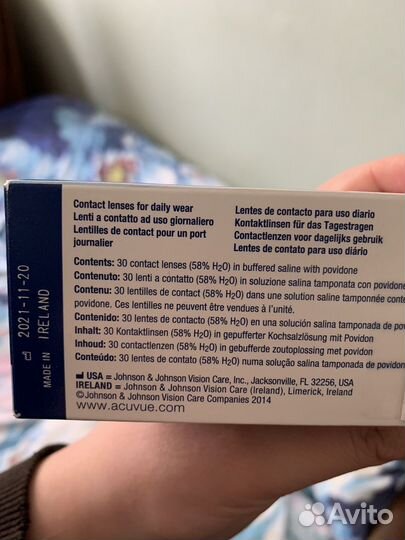 Contact lenses for daily wear
Lenti a contatto ad uso giornaliero
Lentilles de contact pour un port
journalier
Lentes de contacto para uso diario
Kontaktlinsen für das Tagestragen
Contactlenzen voor dagelijks gebruik
Lentes de contato para uso diário
Contents: 30 contact lenses (58% H2O) in buffered saline with povidone
Contenuto: 30 lenti a contatto (58% H2O) in soluzione salina tamponata con povidone
Contenu: 30 lentilles de contact (58% H2O) dans une solution saline tamponnée conte
povidone. Ces lentilles ne peuvent être vendues à l'unité.
Contenido: 30 lentes de contacto (58% H2O) en una solución salina tamponada de pov
Inhalt: 30 Kontaktlinsen (58% H2O) in gepufferter Kochsalzlösung mit Povidon
Inhoud: 30 contactlenzen (58% H2O) in gebufferde zoutoplossing met povidon
Conteúdo: 30 lentes de contato (58% H2O) numa solução salina tamponada de po
USA = Johnson & Johnson Vision Care, Inc., Jacksonville, FL 32256, USA
IRELAND = Johnson & Johnson Vision Care (Ireland), Limerick, Ireland
©Johnson & Johnson Vision Care Companies 2014
www.acuvue.com
2021-11-20
MADE IN IRELAND
Avito